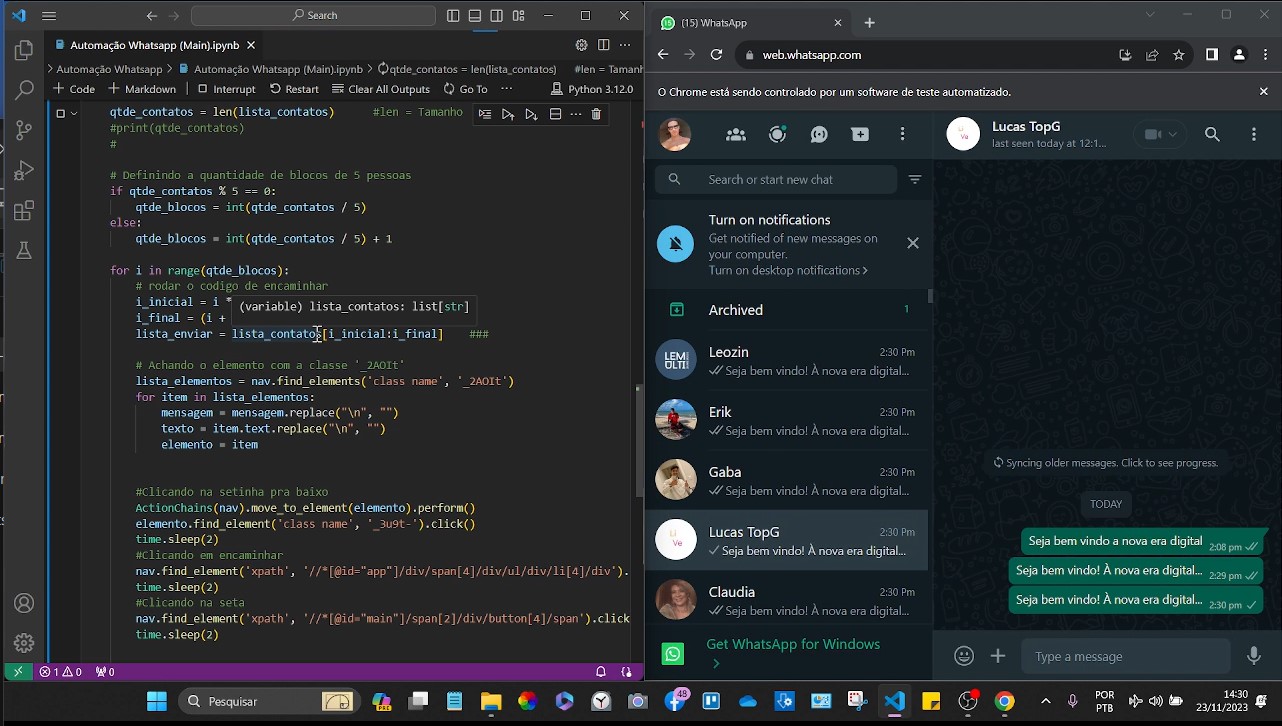 Search
Automação Whatsapp (Main).ipynb
> Automação Whatsapp > Automação Whatsapp (Main).ipynb > qtde_contatos = len(lista_contatos) #len = Tamanh
+ Code + Markdown Interrupt Restart Clear All Outputs Go To ... Python 3.12.0
qtde_contatos = len(lista_contatos) #len = Tamanho
#print(qtde_contatos)
#
# Definindo a quantidade de blocos de 5 pessoas
if qtde_contatos % 5 == 0:
qtde_blocos = int(qtde_contatos / 5)
else:
qtde_blocos = int(qtde_contatos / 5) + 1
for i in range(qtde_blocos):
# rodar o codigo de encaminhar
i_inicial = i *
(variable) lista_contatos: list[str]
i_final = (i +
lista_enviar = lista_contatos[i_inicial:i_final] ###
# Achando o elemento com a classe '_2AOIt'
lista_elementos = nav.find_elements('class name', '_2AOIt')
for item in lista_elementos:
mensagem = mensagem.replace("\n", "")
texto = item.text.replace("\n", "")
elemento = item
#Clicando na setinha pra baixo
ActionChains(nav).move_to_element(elemento).perform()
elemento.find_element('class name', '_3u9t-').click()
time.sleep(2)
#Clicando em encaminhar
nav.find_element('xpath', '//*[@id="app"]/div/span[4]/div/ul/div/li[4]/div').
time.sleep(2)
#Clicando na seta
nav.find_element('xpath', '//*[@id="main"]/span[2]/div/button[4]/span').click
time.sleep(2)
1 0 0
(15) WhatsApp
web.whatsapp.com
O Chrome está sendo controlado por um software de teste automatizado.
Search or start new chat
Turn on notifications
Get notified of new messages on
your computer.
Turn on desktop notifications >
Archived 1
LEM
ULTI
Leozin 2:30 Pm
Seja bem vindo! À nova era digital...
Erik 2:30 Pm
Seja bem vindo! À nova era digital...
Gaba 2:30 Pm
Seja bem vindo! À nova era digital...
Li
Ve
Lucas TopG 2:30 Pm
Seja bem vindo! À nova era digital...
Claudia 2:30 Pm
Seja bem vindo! À nova era digital...
Get WhatsApp for Windows
>
Lucas TopG
last seen today at 12:1...
Syncing older messages. Click to see progress.
TODAY
Seja bem vindo a nova era digital 2:08 pm
Seja bem vindo! À nova era digital... 2:29 pm
Seja bem vindo! À nova era digital... 2:30 pm
Type a message
Pesquisar
PRE
48
POR
PTB
14:30
23/11/2023